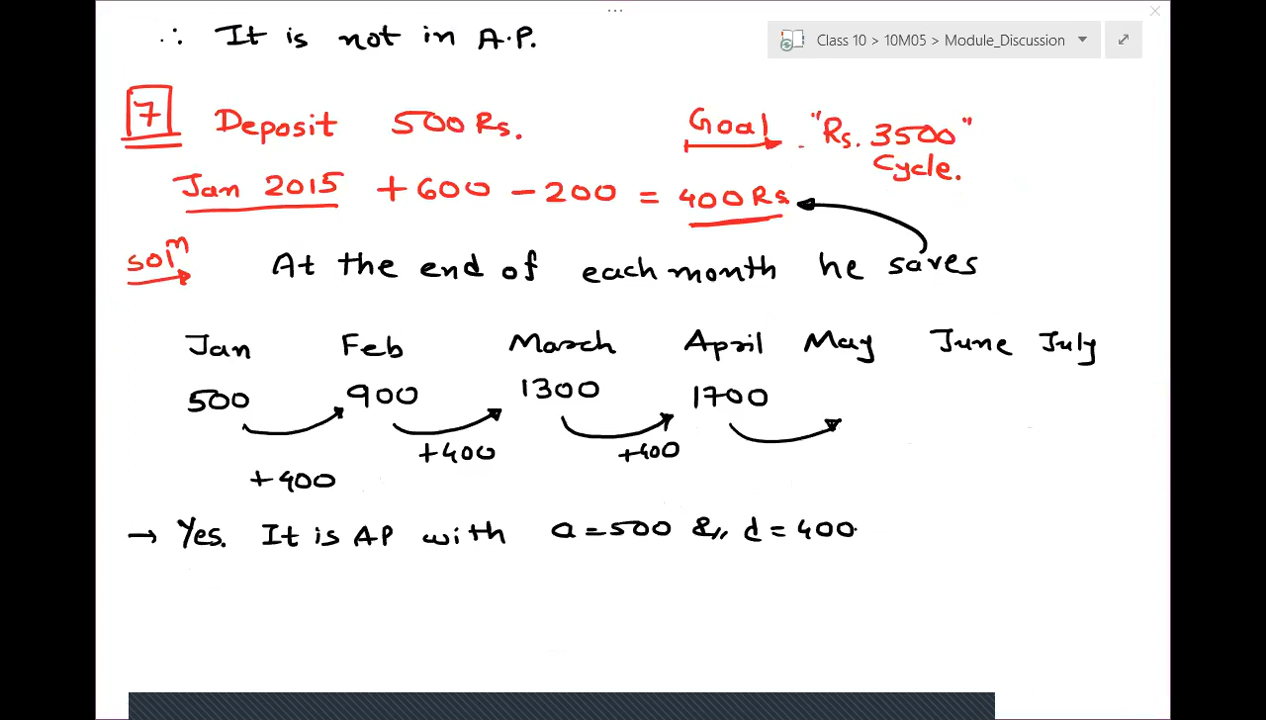 ∴ It is not in A.P.
Class 10 > 10M05 > Module_Discussion
7 Deposit 500 Rs. Goal "Rs. 3500" Cycle.
Jan 2015 +600 - 200 = 400 Rs
Solⁿ At the end of each month he saves
Jan Feb March April May June July
500 900 1300 1700
+400 +400 +400
→ Yes. It is AP with a = 500 & d = 400